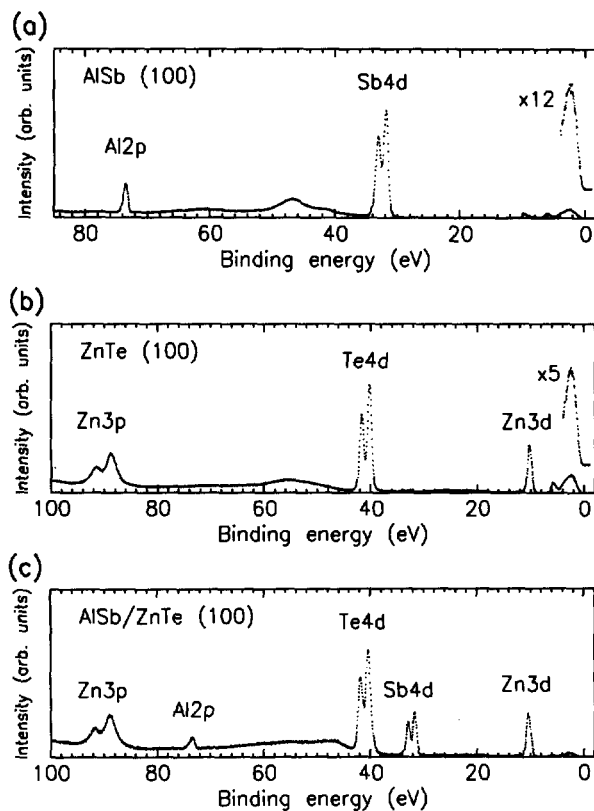 (a)
Intensity (arb. units)
AlSb (100)
Al2p
Sb4d
x12
80 60 40 20 0
Binding energy (eV)
(b)
Intensity (arb. units)
ZnTe (100)
Zn3p
Te4d
Zn3d
x5
100 80 60 40 20 0
Binding energy (eV)
(c)
Intensity (arb. units)
AlSb/ZnTe (100)
Zn3p
Al2p
Te4d
Sb4d
Zn3d
100 80 60 40 20 0
Binding energy (eV)